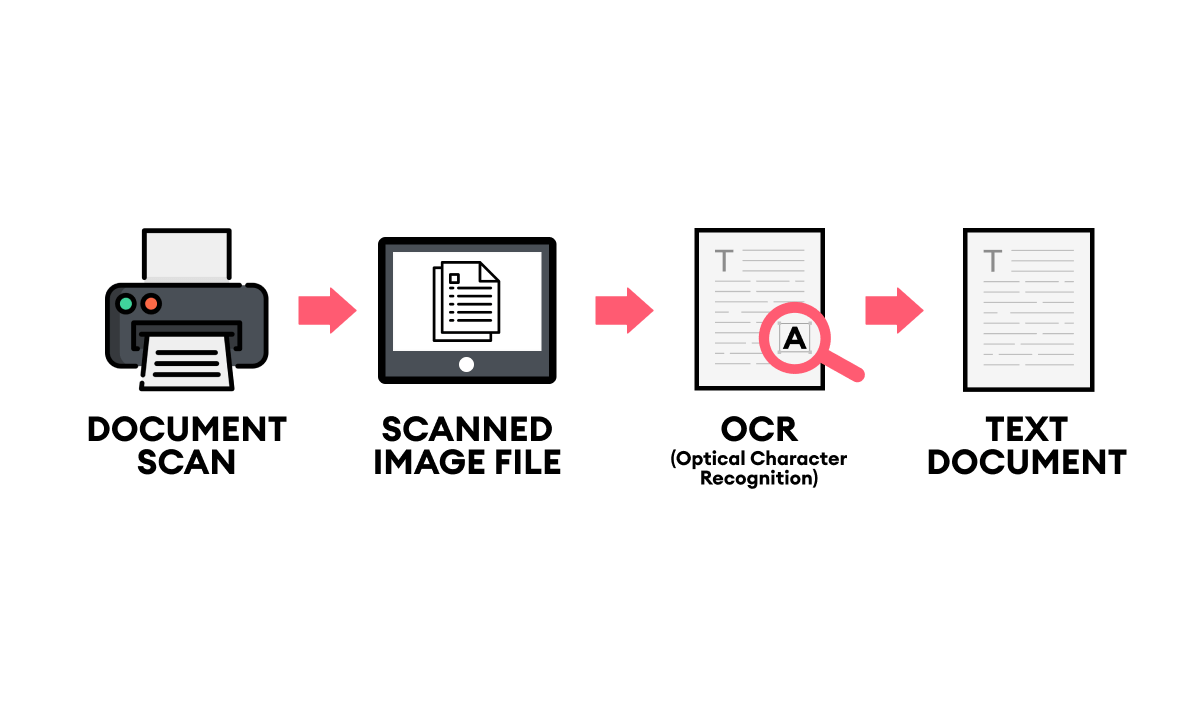 DOCUMENT
SCAN
SCANNED
IMAGE FILE
T
A
OCR
(Optical Character
Recognition)
T
TEXT
DOCUMENT